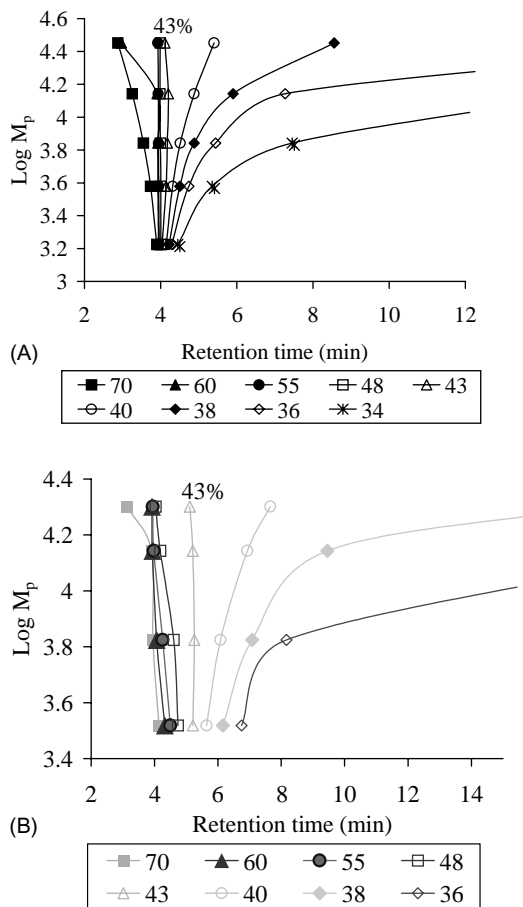 43%
4.6
4.4
4.2
4
3.8
3.6
3.4
3.2
3
Log Mp
2 4 6 8 10 12
Retention time (min)
(A)
70 60 55 48 43
40 38 36 34
43%
4.4
4.2
4
3.8
3.6
3.4
Log Mp
2 4 6 8 10 12 14
Retention time (min)
(B)
70 60 55 48
43 40 38 36